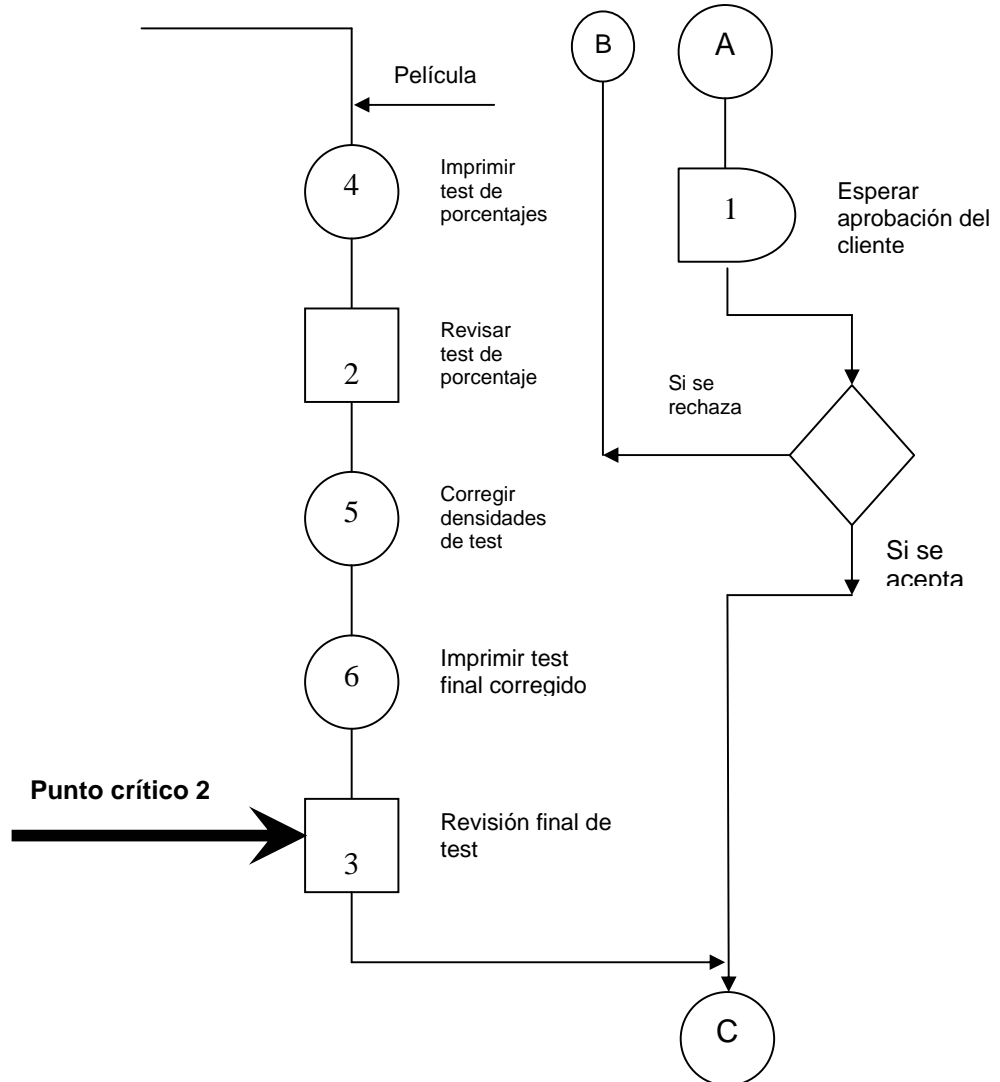 B
A
Película
4
Imprimir
test de
porcentajes
1
Esperar
aprobación del
cliente
2
Revisar
test de
porcentaje
Si se
rechaza
5
Corregir
densidades
de test
Si se
acepta
6
Imprimir test
final corregido
Punto crítico 2
3
Revisión final de
test
C